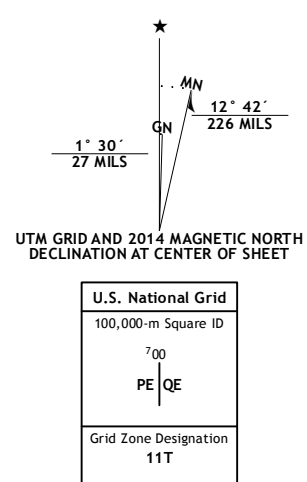 ★
MN
GN
12° 42´
226 MILS
1° 30´
27 MILS
UTM GRID AND 2014 MAGNETIC NORTH
DECLINATION AT CENTER OF SHEET
U.S. National Grid
100,000-m Square ID
⁷00
PE QE
Grid Zone Designation
11T